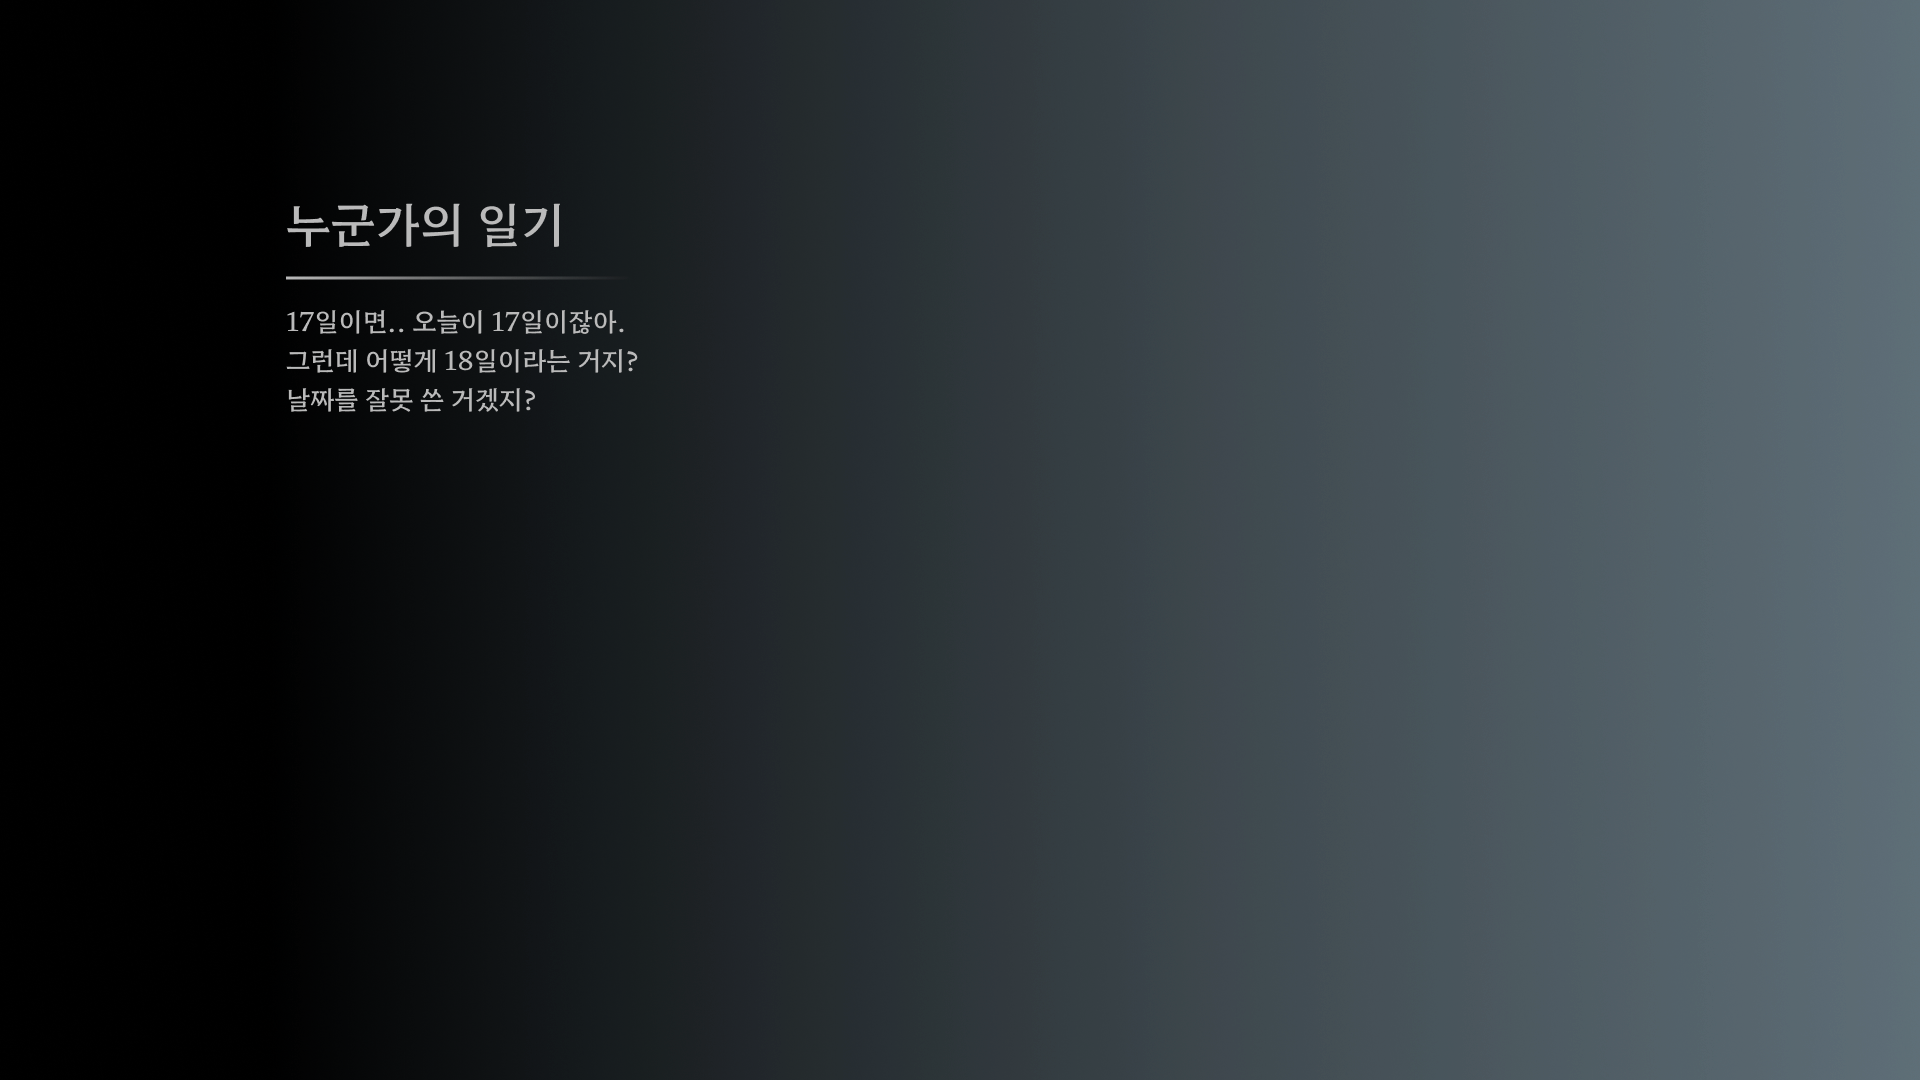 누군가의 일기
17일이면.. 오늘이 17일이잖아.
그런데 어떻게 18일이라는 거지?
날짜를 잘못 쓴 거겠지?